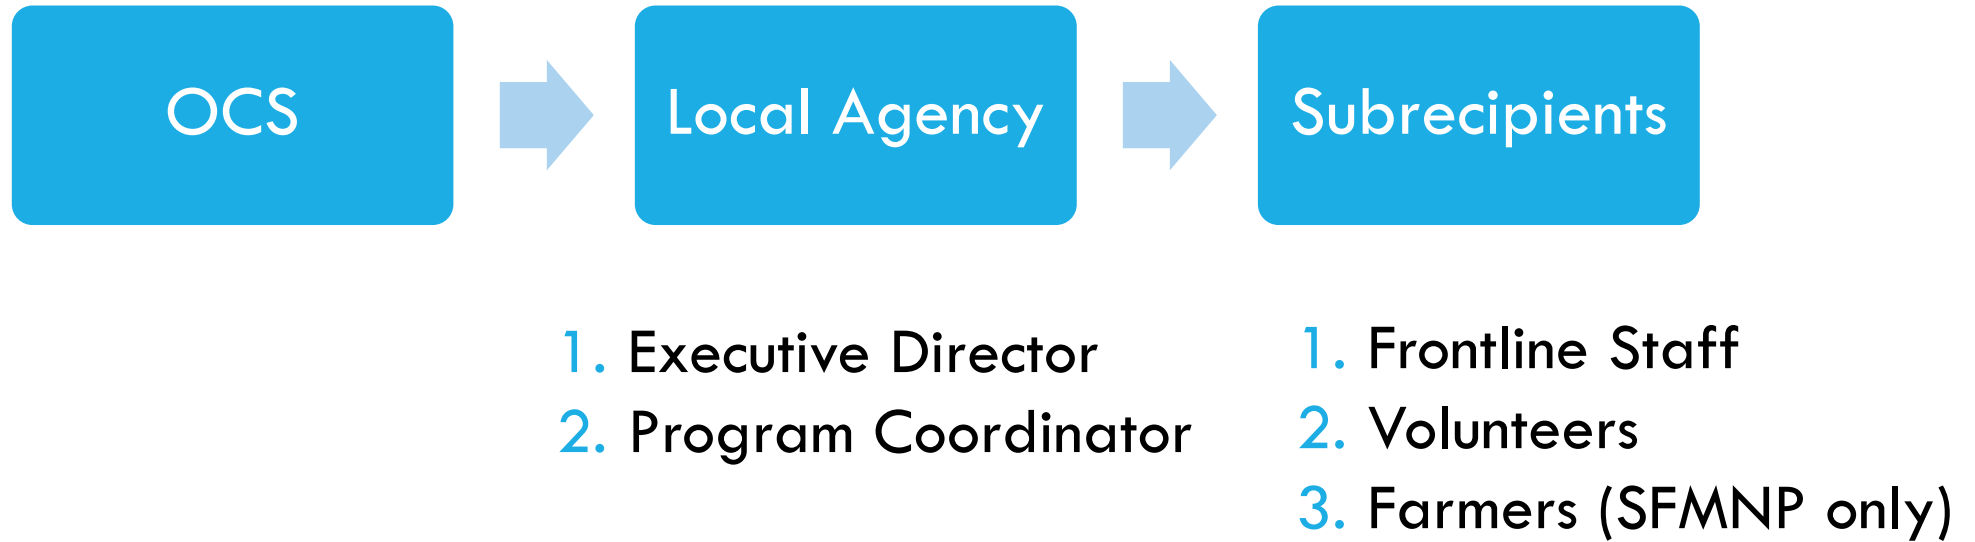 OCS
Local Agency
Subrecipients
1. Executive Director
2. Program Coordinator
1. Frontline Staff
2. Volunteers
3. Farmers (SFMNP only)